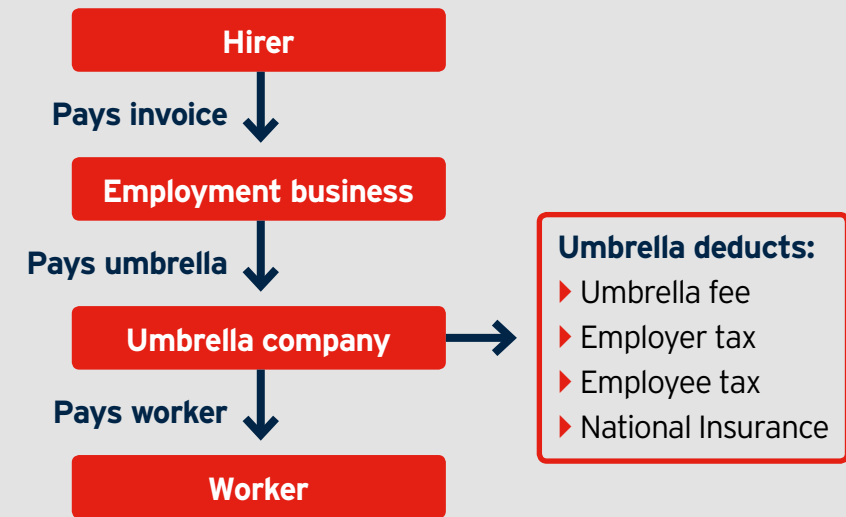 Hirer
Pays invoice
Employment business
Pays umbrella
Umbrella company
Pays worker
Worker
Umbrella deducts:
Umbrella fee
Employer tax
Employee tax
National Insurance